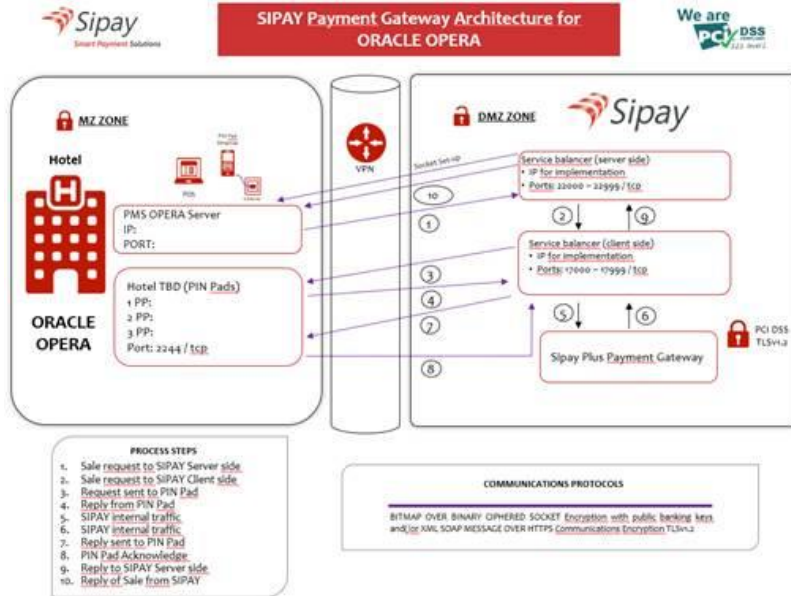 Sipay
Smart Payment Solutions
SIPAY Payment Gateway Architecture for
ORACLE OPERA
We are
PCI DSS
MZ ZONE
Hotel
H
POS
PMS OPERA Server
IP:
PORT:
Hotel TBD (PIN Pads)
1 PP:
2 PP:
3 PP:
Port: 2244 / tcp
ORACLE
OPERA
VPN
Socket Set-up
10
1
3
4
7
8
DMZ ZONE
Sipay
Service balancer (server side)
• IP for implementation
• Ports: 22000 – 22999 / tcp
2
9
Service balancer (client side)
• IP for implementation
• Ports: 17000 – 17999 / tcp
5
6
Sipay Plus Payment Gateway
PCI DSS
TLSv1.2
PROCESS STEPS
1. Sale request to SIPAY Server side
2. Sale request to SIPAY Client side
3. Request sent to PIN Pad
4. Reply from PIN Pad
5. SIPAY internal traffic
6. SIPAY internal traffic
7. Reply sent to PIN Pad
8. PIN Pad Acknowledge
9. Reply to SIPAY Server side
10. Reply of Sale from SIPAY
COMMUNICATIONS PROTOCOLS
BITMAP OVER BINARY CIPHERED SOCKET Encryption with public banking keys
and/or XML SOAP MESSAGE OVER HTTPS Communications Encryption TLSv1.2